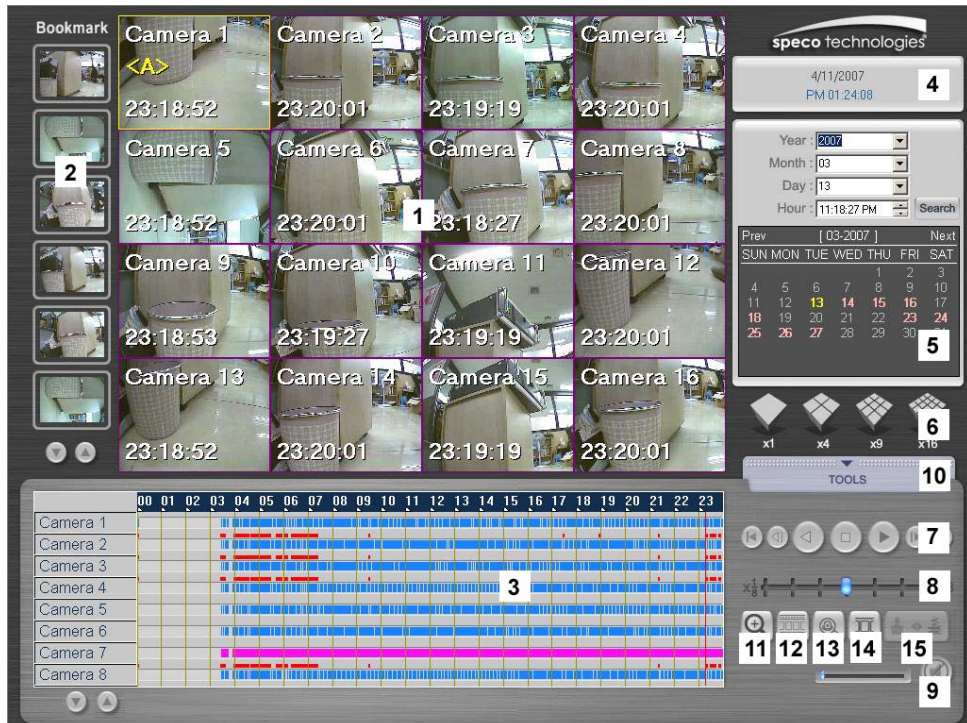 Bookmark
2
Camera 1
<A>
23:18:52
Camera 2
23:20:01
Camera 3
23:19:19
Camera 4
23:20:01
Camera 5
23:18:52
Camera 6
23:20:01
Camera 7
23:18:27
Camera 8
23:20:01
1
Camera 9
23:18:53
Camera 10
23:19:27
Camera 11
23:19:19
Camera 12
23:20:01
Camera 13
23:18:52
Camera 14
23:20:01
Camera 15
23:19:19
Camera 16
23:20:01
speco technologies
4/11/2007
PM 01:24:08
4
Year : 2007
Month : 03
Day : 13
Hour : 11:18:27 PM
Search
Prev [ 03-2007 ] Next
SUN MON TUE WED THU FRI SAT
1 2 3
4 5 6 7 8 9 10
11 12 13 14 15 16 17
18 19 20 21 22 23 24
25 26 27 28 29 30
5
6
x1 x4 x9 x16
TOOLS
10
00 01 02 03 04 05 06 07 08 09 10 11 12 13 14 15 16 17 18 19 20 21 22 23
Camera 1
Camera 2
Camera 3
Camera 4
Camera 5
Camera 6
Camera 7
Camera 8
3
7
x1/8
8
11 12 13 14 15
9